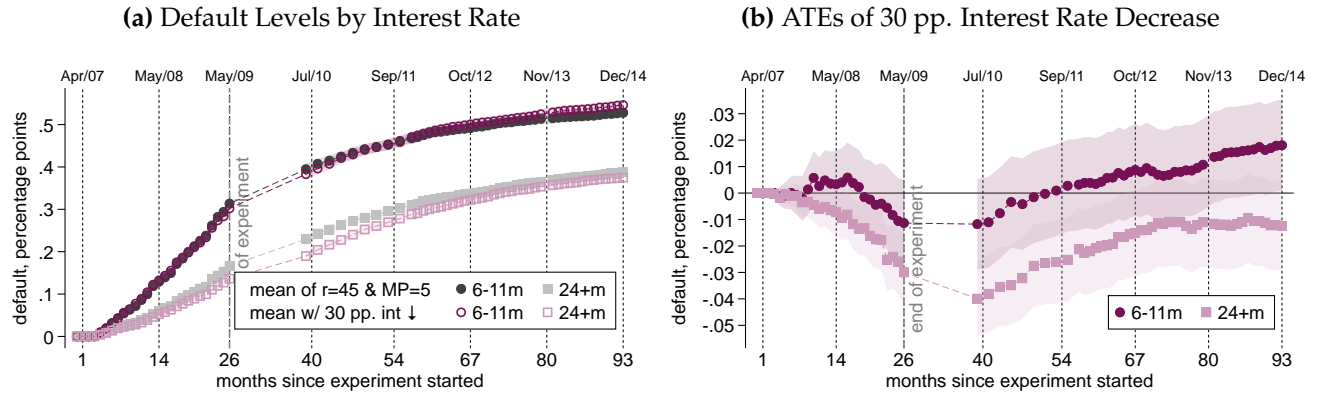 (a) Default Levels by Interest Rate
Apr/07 May/08 May/09 Jul/10 Sep/11 Oct/12 Nov/13 Dec/14
default, percentage points
.5
.4
.3
.2
.1
0
end of experiment
mean of r=45 & MP=5 6-11m 24+m
mean w/ 30 pp. int ↓ 6-11m 24+m
1 14 26 40 54 67 80 93
months since experiment started
(b) ATEs of 30 pp. Interest Rate Decrease
Apr/07 May/08 May/09 Jul/10 Sep/11 Oct/12 Nov/13 Dec/14
default, percentage points
.03
.02
.01
0
-.01
-.02
-.03
-.04
-.05
end of experiment
6-11m 24+m
1 14 26 40 54 67 80 93
months since experiment started